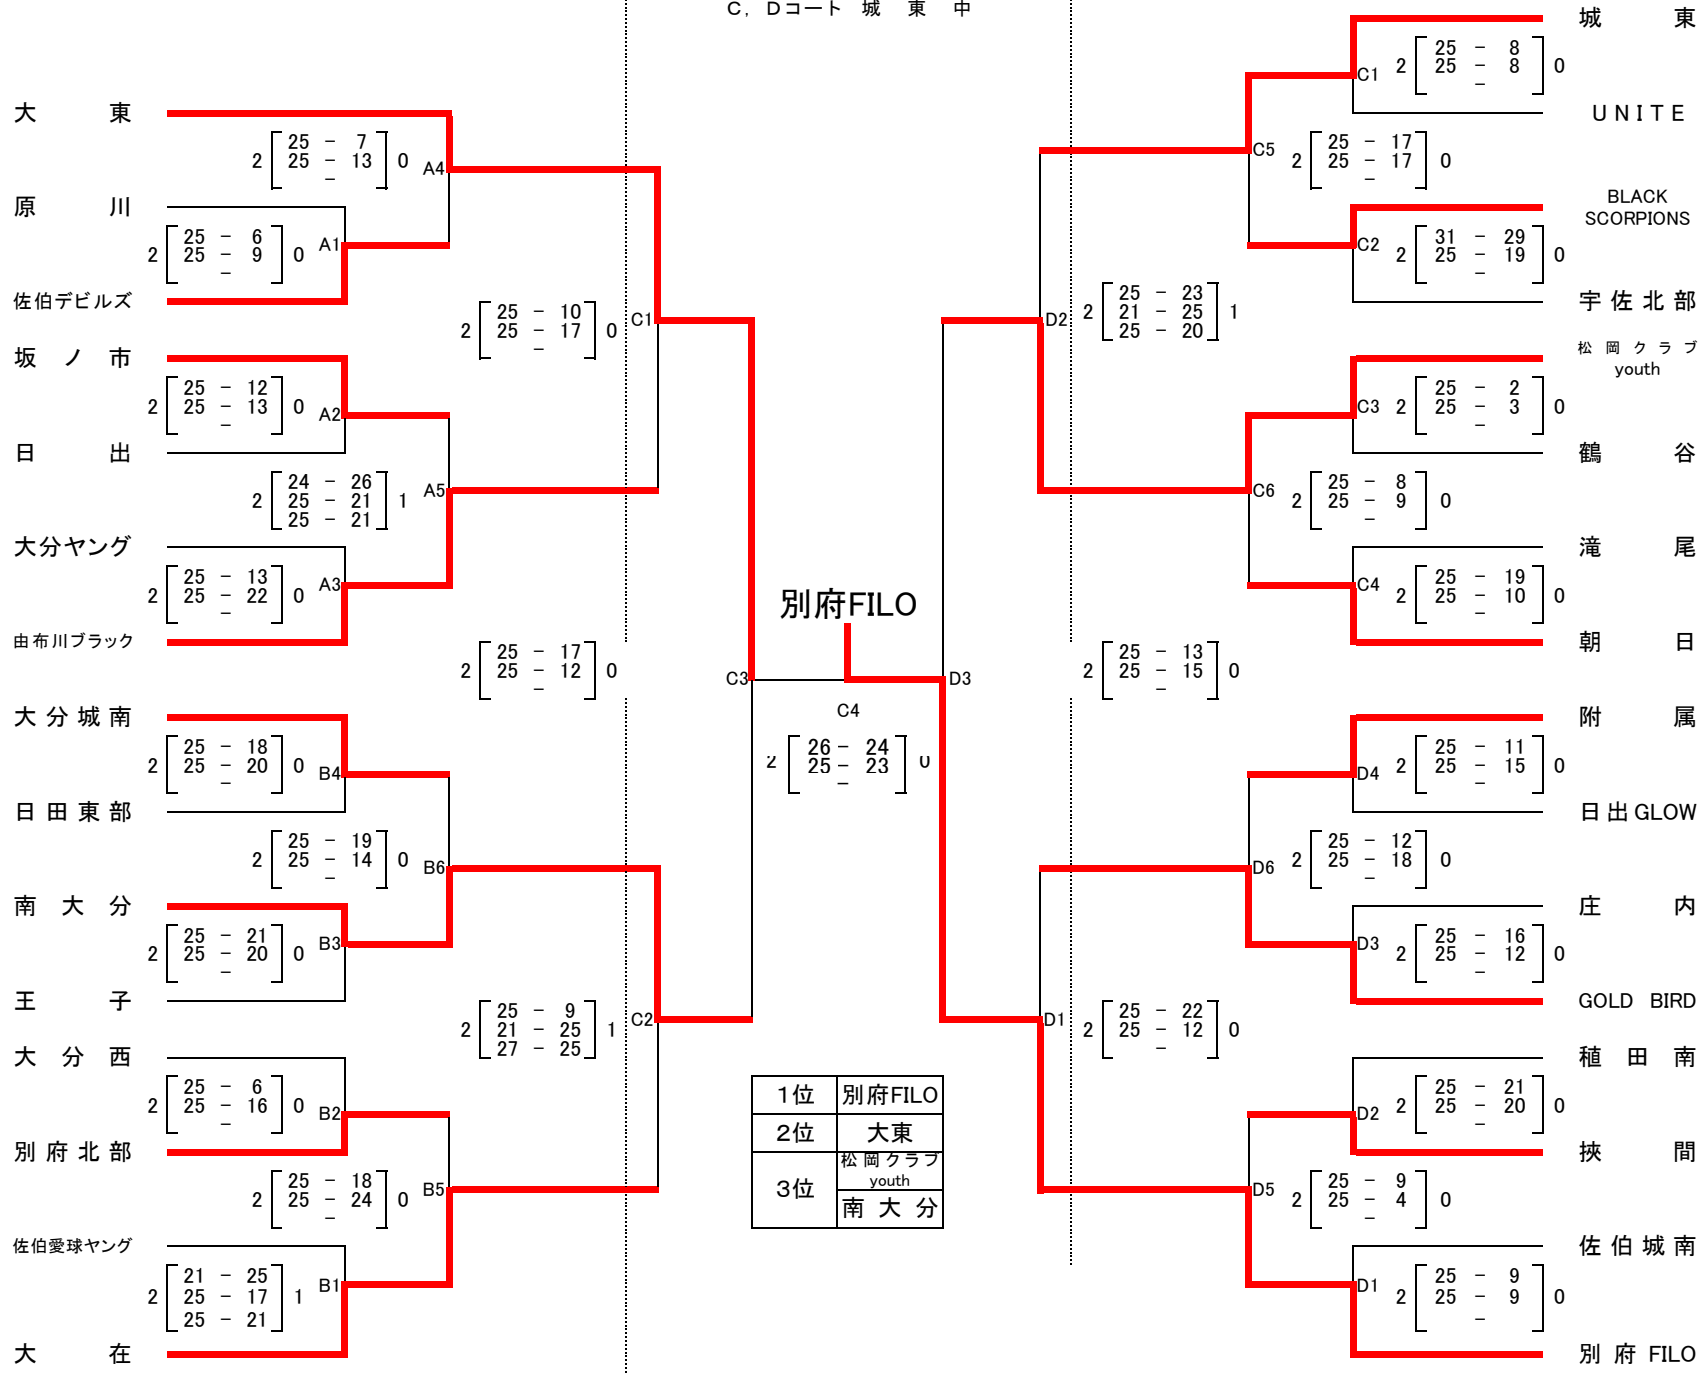 C, Dコート 城 東 中
大 東
2 25 - 7 0
25 - 13
-
A4
原 川
2 25 - 6 0
25 - 9
-
A1
佐伯デビルズ
2 25 - 10 0
25 - 17
-
C1
坂 ノ 市
2 25 - 12 0
25 - 13
-
A2
日 出
2 24 - 26 1
25 - 21
25 - 21
A5
大分ヤング
2 25 - 13 0
25 - 22
-
A3
由布川ブラック
2 25 - 17 0
25 - 12
-
C3
大 分 城 南
2 25 - 18 0
25 - 20
-
B4
日 田 東 部
2 25 - 19 0
25 - 14
-
B6
南 大 分
2 25 - 21 0
25 - 20
-
B3
王 子
2 25 - 9 1
21 - 25
27 - 25
C2
大 分 西
2 25 - 6 0
25 - 16
-
B2
別 府 北 部
2 25 - 18 0
25 - 24
-
B5
佐伯愛球ヤング
2 21 - 25 1
25 - 17
25 - 21
B1
大 在
別府FILO
C4
2 26 - 24 0
25 - 23
-
1位 別府FILO
2位 大東
3位 松 岡 ク ラ ブ
youth
南 大 分
城 東
C1
2 25 - 8 0
25 - 8
-
UNITE
C5
2 25 - 17 0
25 - 17
-
BLACK
SCORPIONS
C2
2 31 - 29 0
25 - 19
-
宇 佐 北 部
D2
2 25 - 23 1
21 - 25
25 - 20
松 岡 ク ラ ブ
youth
C3
2 25 - 2 0
25 - 3
-
鶴 谷
C6
2 25 - 8 0
25 - 9
-
滝 尾
C4
2 25 - 19 0
25 - 10
-
朝 日
D3
2 25 - 13 0
25 - 15
-
附 属
D4
2 25 - 11 0
25 - 15
-
日 出 GLOW
D6
2 25 - 12 0
25 - 18
-
庄 内
D3
2 25 - 16 0
25 - 12
-
GOLD BIRD
D1
2 25 - 22 0
25 - 12
-
稙 田 南
D2
2 25 - 21 0
25 - 20
-
挾 間
D5
2 25 - 9 0
25 - 4
-
佐 伯 城 南
D1
2 25 - 9 0
25 - 9
-
別 府 FILO